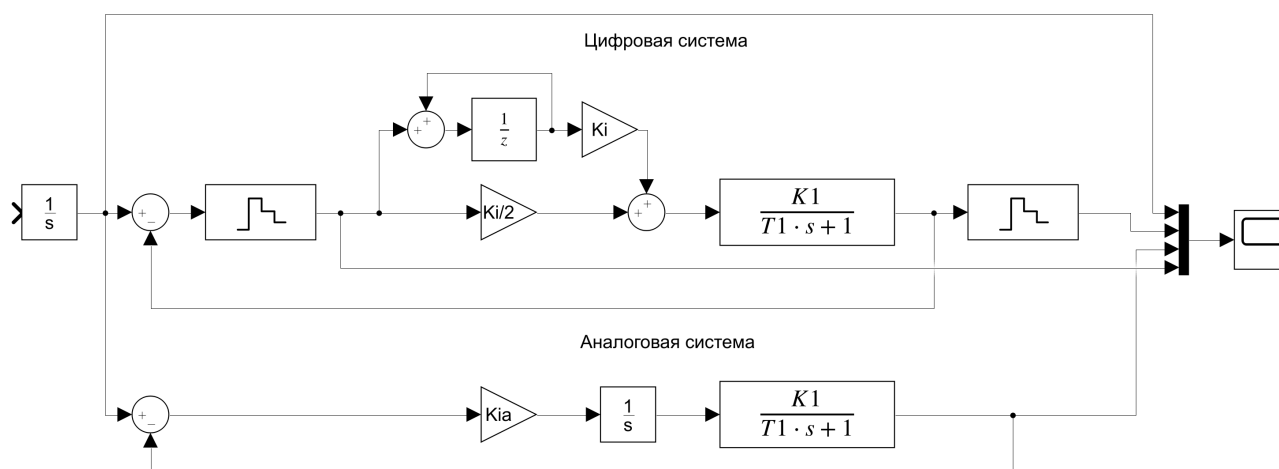 Цифровая система
1
z
Ki
1
s
+
−
+
+
Ki/2
+
+
K1
T1 · s + 1
Аналоговая система
+
−
Kia
1
s
K1
T1 · s + 1